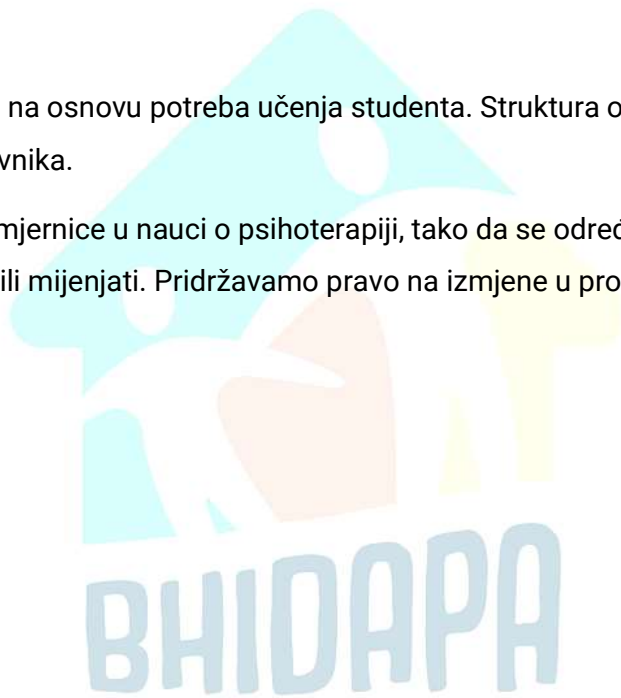 na osnovu potreba učenja studenta. Struktura o
vnika.
mjernice u nauci o psihoterapiji, tako da se odre
ili mijenjati. Pridržavamo pravo na izmjene u pro
BHIDAPA